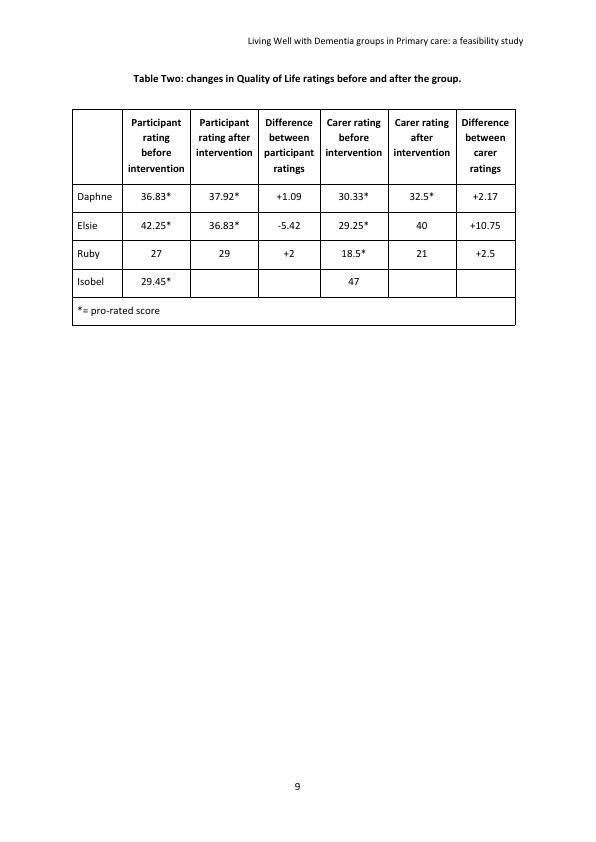 Living Well with Dementia groups in Primary care: a feasibility study
Table Two: changes in Quality of Life ratings before and after the group.
Participant rating before intervention Participant rating after intervention Difference between participant ratings Carer rating before intervention Carer rating after intervention Difference between carer ratings
Daphne 36.83* 37.92* +1.09 30.33* 32.5* +2.17
Elsie 42.25* 36.83* -5.42 29.25* 40 +10.75
Ruby 27 29 +2 18.5* 21 +2.5
Isobel 29.45* 47
*= pro-rated score
9